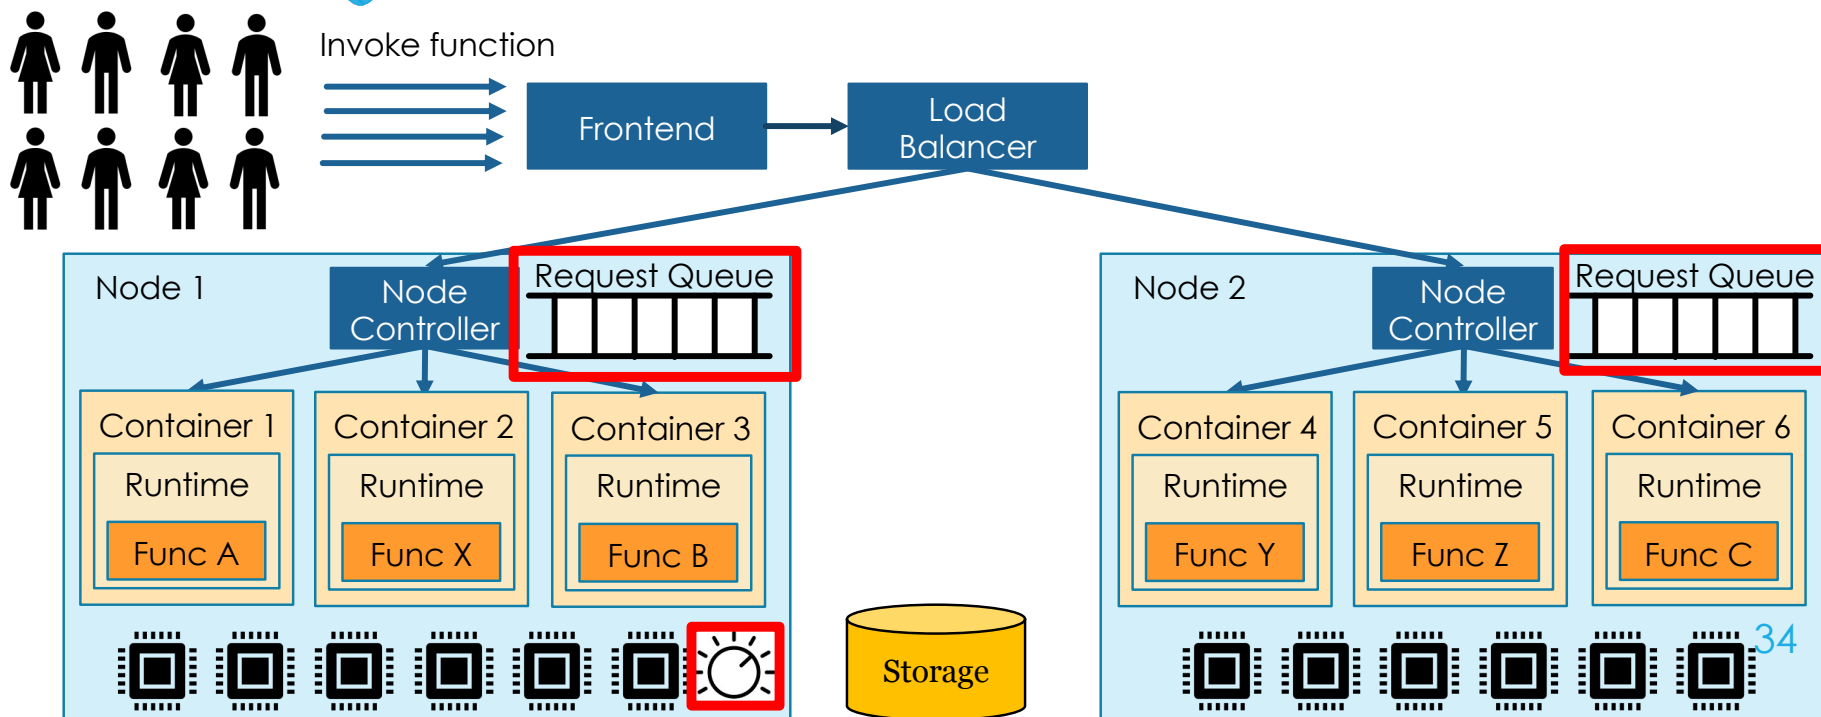 Invoke function
Frontend
Load
Balancer
Node 1
Node
Controller
Request Queue
Container 1
Runtime
Func A
Container 2
Runtime
Func X
Container 3
Runtime
Func B
Storage
Node 2
Node
Controller
Request Queue
Container 4
Runtime
Func Y
Container 5
Runtime
Func Z
Container 6
Runtime
Func C
34